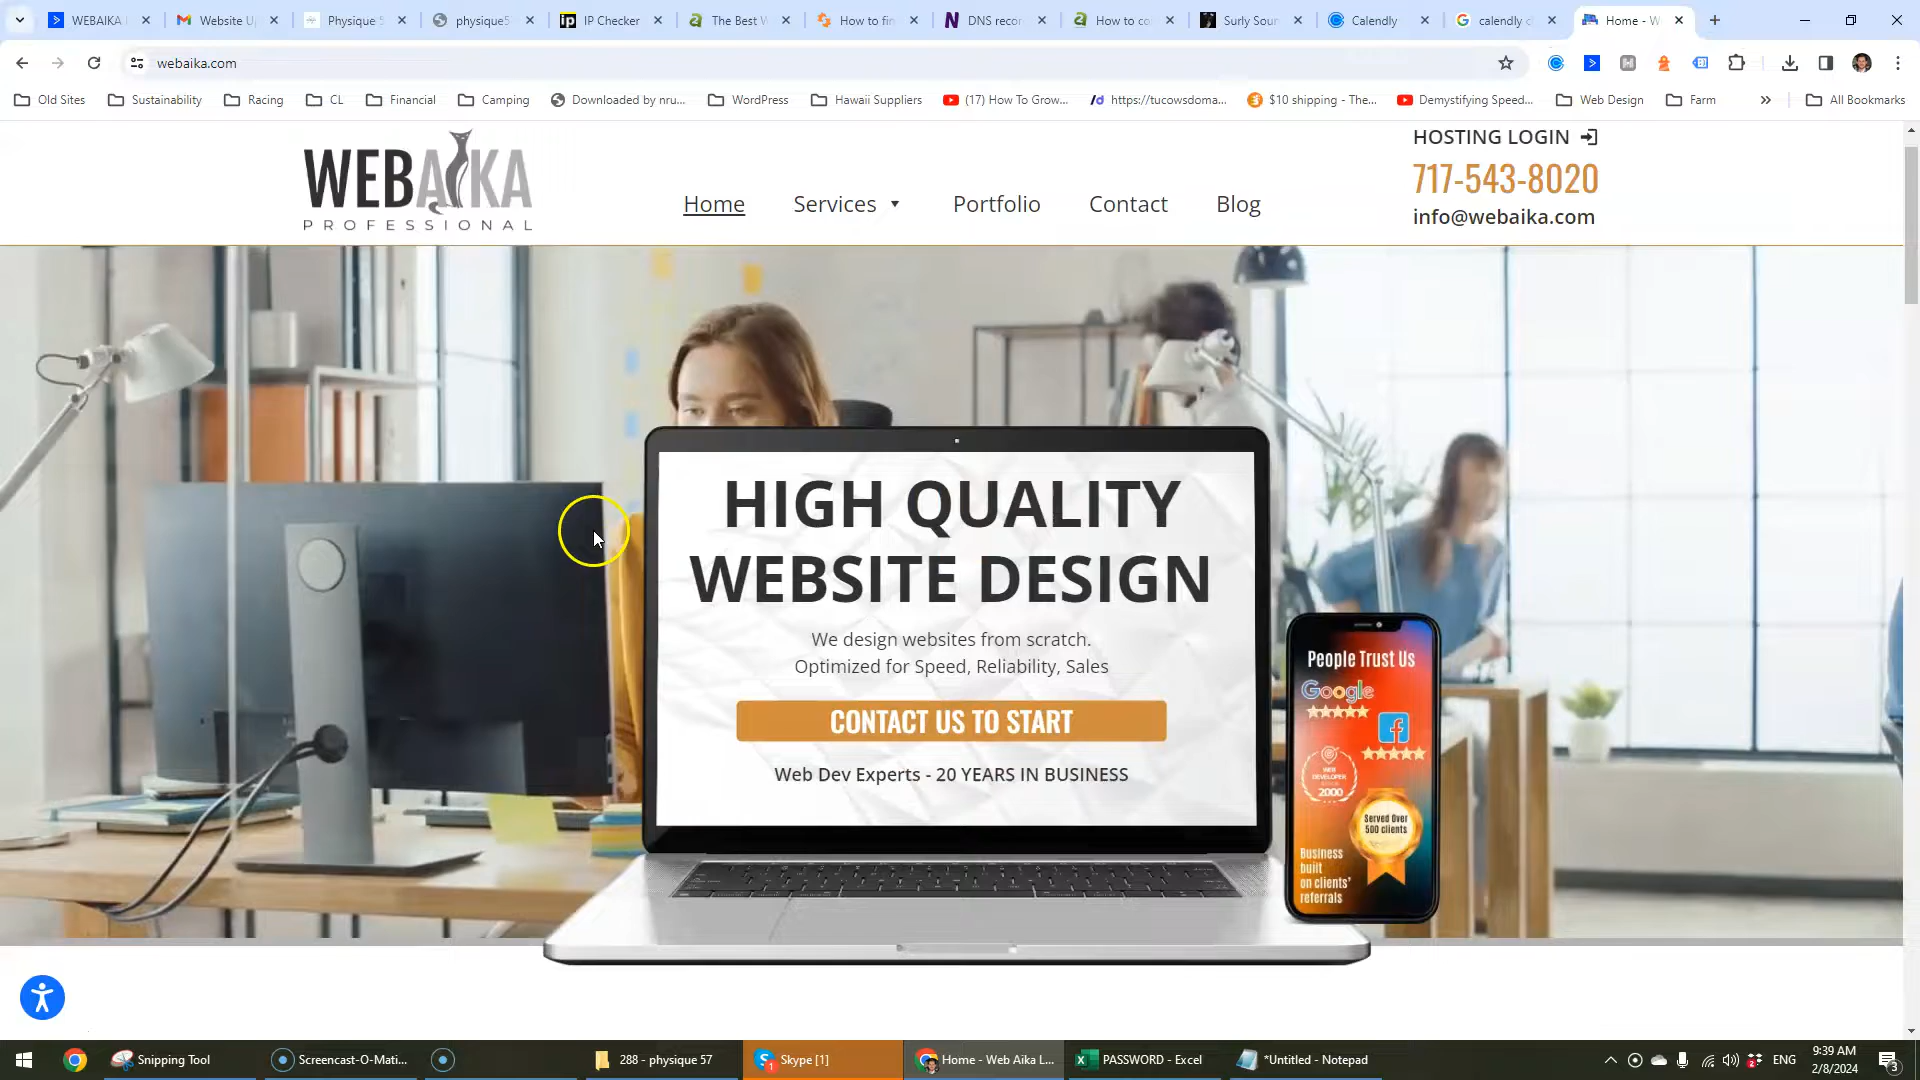 WEBAIKA
Website U
Physique 5
physique5
IP Checker
The Best W
How to fin
DNS recor
How to co
Surly Soun
Calendly
calendly c
Home - W
webaika.com
Old Sites
Sustainability
Racing
CL
Financial
Camping
Downloaded by nru...
WordPress
Hawaii Suppliers
(17) How To Grow...
https://tucowsdoma...
$10 shipping - The...
Demystifying Speed...
Web Design
Farm
All Bookmarks
WEBAIKA
PROFESSIONAL
Home
Services
Portfolio
Contact
Blog
HOSTING LOGIN
717-543-8020
info@webaika.com
HIGH QUALITY
WEBSITE DESIGN
We design websites from scratch.
Optimized for Speed, Reliability, Sales
CONTACT US TO START
Web Dev Experts - 20 YEARS IN BUSINESS
People Trust Us
Google
WEB
DEVELOPER
SINCE
2000
Served Over
500 clients
Business
built
on clients'
referrals
Snipping Tool
Screencast-O-Mati...
288 - physique 57
Skype [1]
Home - Web Aika L...
PASSWORD - Excel
*Untitled - Notepad
ENG
9:39 AM
2/8/2024
3